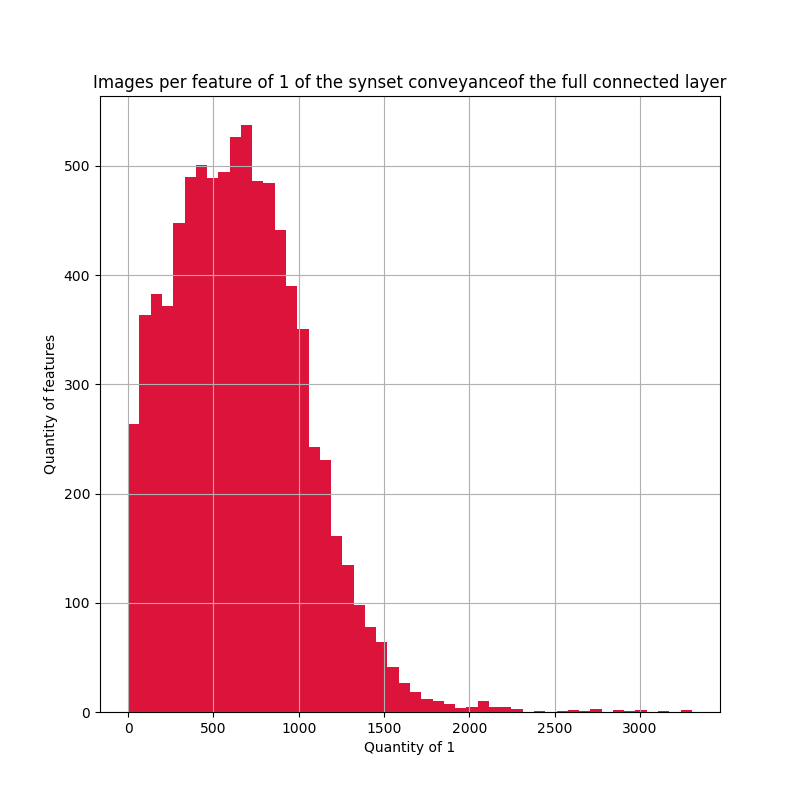 Images per feature of 1 of the synset conveyanceof the full connected layer
500
400
300
200
100
0
Quantity of features
0 500 1000 1500 2000 2500 3000
Quantity of 1